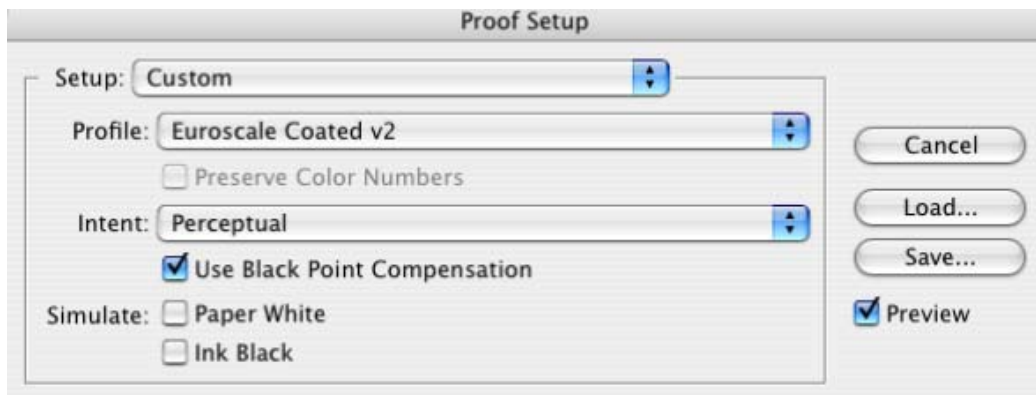 Proof Setup
Setup: Custom
Profile: Euroscale Coated v2
Preserve Color Numbers
Intent: Perceptual
Use Black Point Compensation
Simulate: Paper White
Ink Black
Cancel
Load...
Save...
Preview